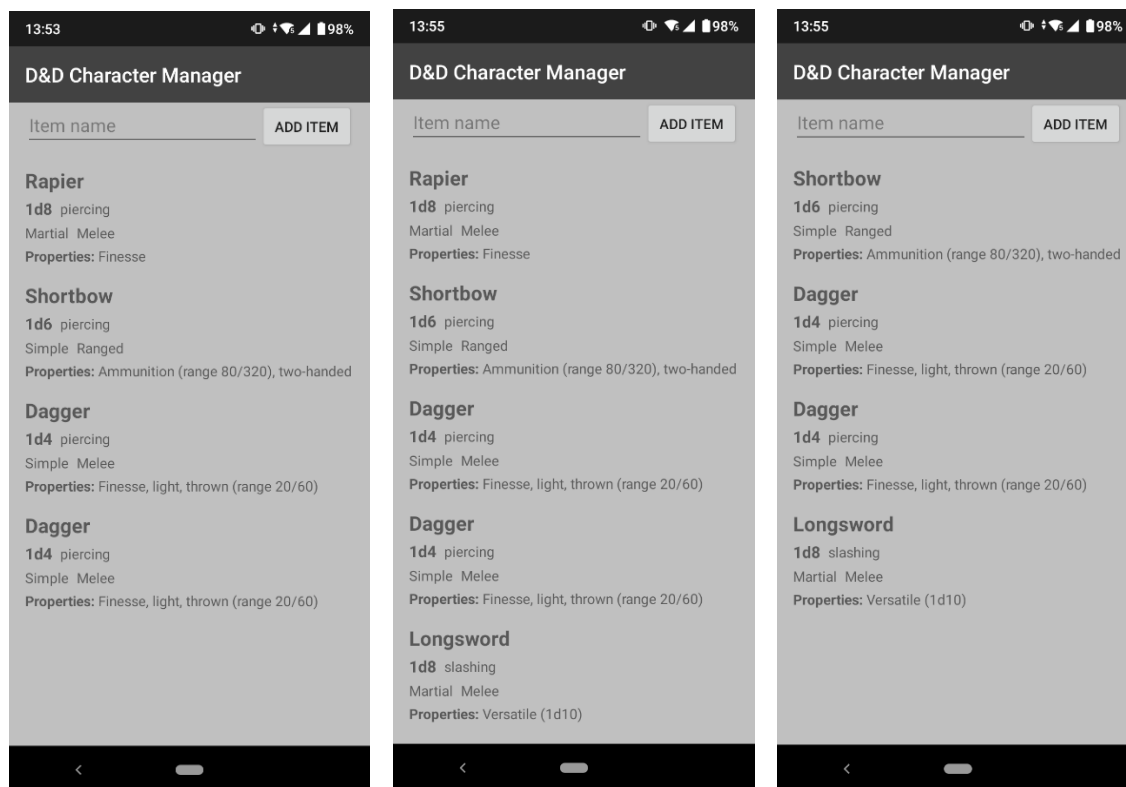 13:53
98%
D&D Character Manager
Item name
ADD ITEM
Rapier
1d8 piercing
Martial Melee
Properties: Finesse
Shortbow
1d6 piercing
Simple Ranged
Properties: Ammunition (range 80/320), two-handed
Dagger
1d4 piercing
Simple Melee
Properties: Finesse, light, thrown (range 20/60)
Dagger
1d4 piercing
Simple Melee
Properties: Finesse, light, thrown (range 20/60)
13:55
98%
D&D Character Manager
Item name
ADD ITEM
Rapier
1d8 piercing
Martial Melee
Properties: Finesse
Shortbow
1d6 piercing
Simple Ranged
Properties: Ammunition (range 80/320), two-handed
Dagger
1d4 piercing
Simple Melee
Properties: Finesse, light, thrown (range 20/60)
Dagger
1d4 piercing
Simple Melee
Properties: Finesse, light, thrown (range 20/60)
Longsword
1d8 slashing
Martial Melee
Properties: Versatile (1d10)
13:55
98%
D&D Character Manager
Item name
ADD ITEM
Shortbow
1d6 piercing
Simple Ranged
Properties: Ammunition (range 80/320), two-handed
Dagger
1d4 piercing
Simple Melee
Properties: Finesse, light, thrown (range 20/60)
Dagger
1d4 piercing
Simple Melee
Properties: Finesse, light, thrown (range 20/60)
Longsword
1d8 slashing
Martial Melee
Properties: Versatile (1d10)